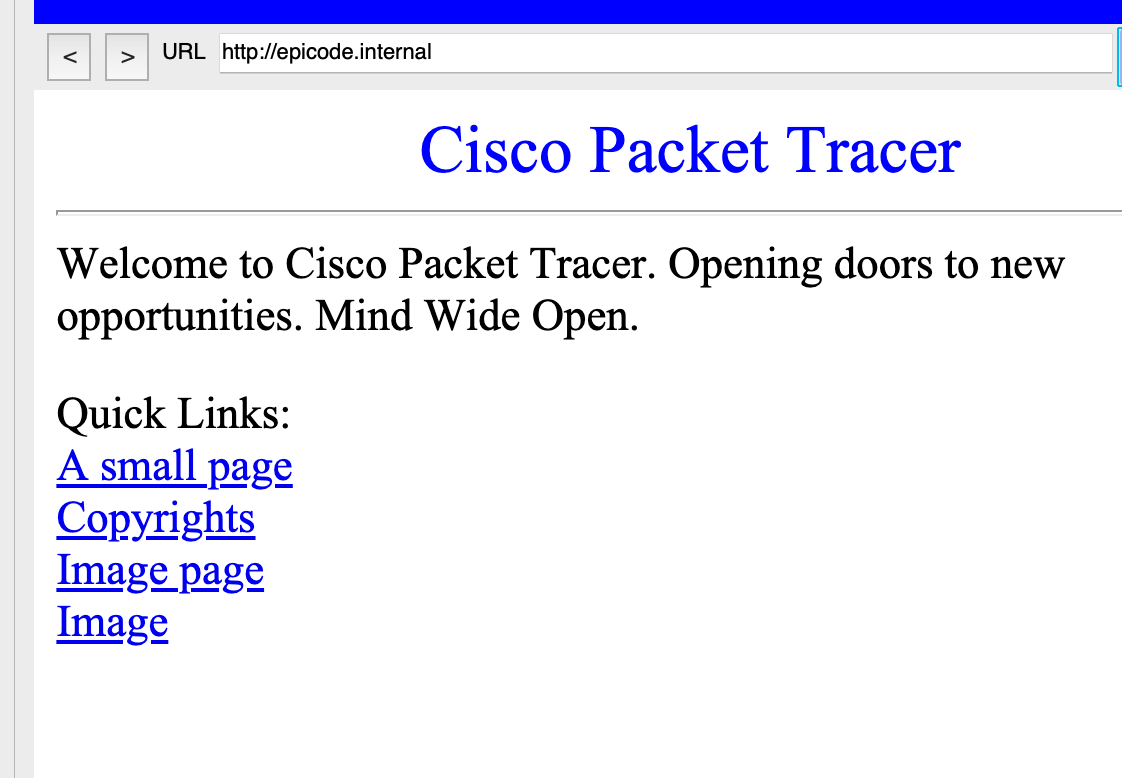 < > URL http://epicode.internal
Cisco Packet Tracer
Welcome to Cisco Packet Tracer. Opening doors to new
opportunities. Mind Wide Open.
Quick Links:
A small page
Copyrights
Image page
Image